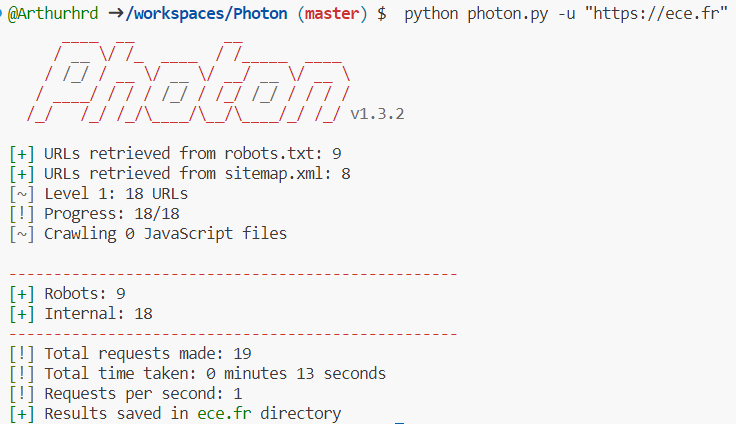 @Arthurhrd ➜/workspaces/Photon (master) $ python photon.py -u "https://ece.fr"
Photon v1.3.2
[+] URLs retrieved from robots.txt: 9
[+] URLs retrieved from sitemap.xml: 8
[~] Level 1: 18 URLs
[!] Progress: 18/18
[~] Crawling 0 JavaScript files
--------------------------------------------------
[+] Robots: 9
[+] Internal: 18
--------------------------------------------------
[!] Total requests made: 19
[!] Total time taken: 0 minutes 13 seconds
[!] Requests per second: 1
[+] Results saved in ece.fr directory